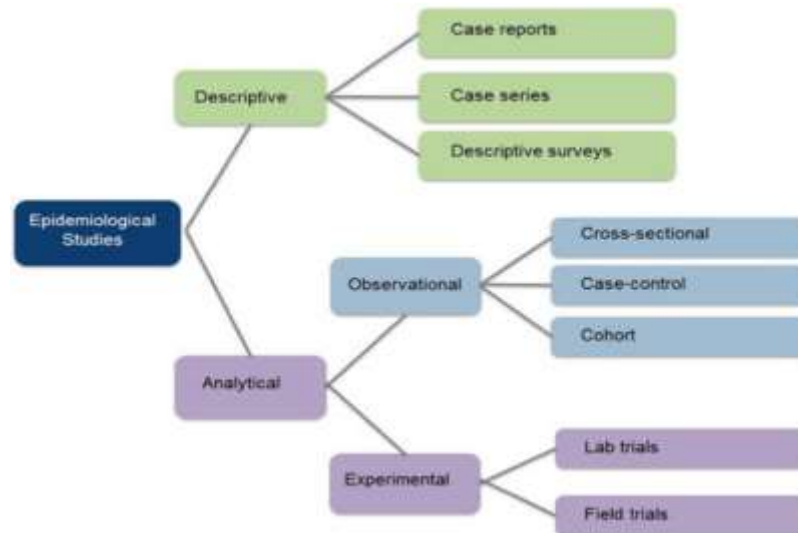 Case reports
Descriptive
Case series
Descriptive surveys
Epidemiological
Studies
Cross-sectional
Observational
Case-control
Cohort
Analytical
Lab trials
Experimental
Field trials